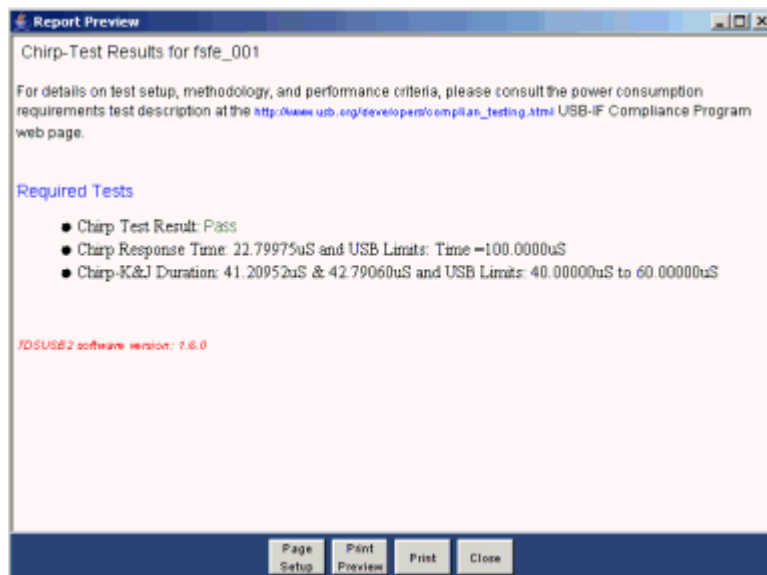 Report Preview
Chirp-Test Results for fsfe_001
For details on test setup, methodology, and performance criteria, please consult the power consumption
requirements test description at the http://www.usb.org/developers/complian_testing.html USB-IF Compliance Program
web page.
Required Tests
Chirp Test Result: Pass
Chirp Response Time: 22.79975uS and USB Limits: Time =100.0000uS
Chirp-K&J Duration: 41.20952uS & 42.79060uS and USB Limits: 40.00000uS to 60.00000uS
TDSUSB2 software version: 1.6.0
Page Setup
Print Preview
Print
Close